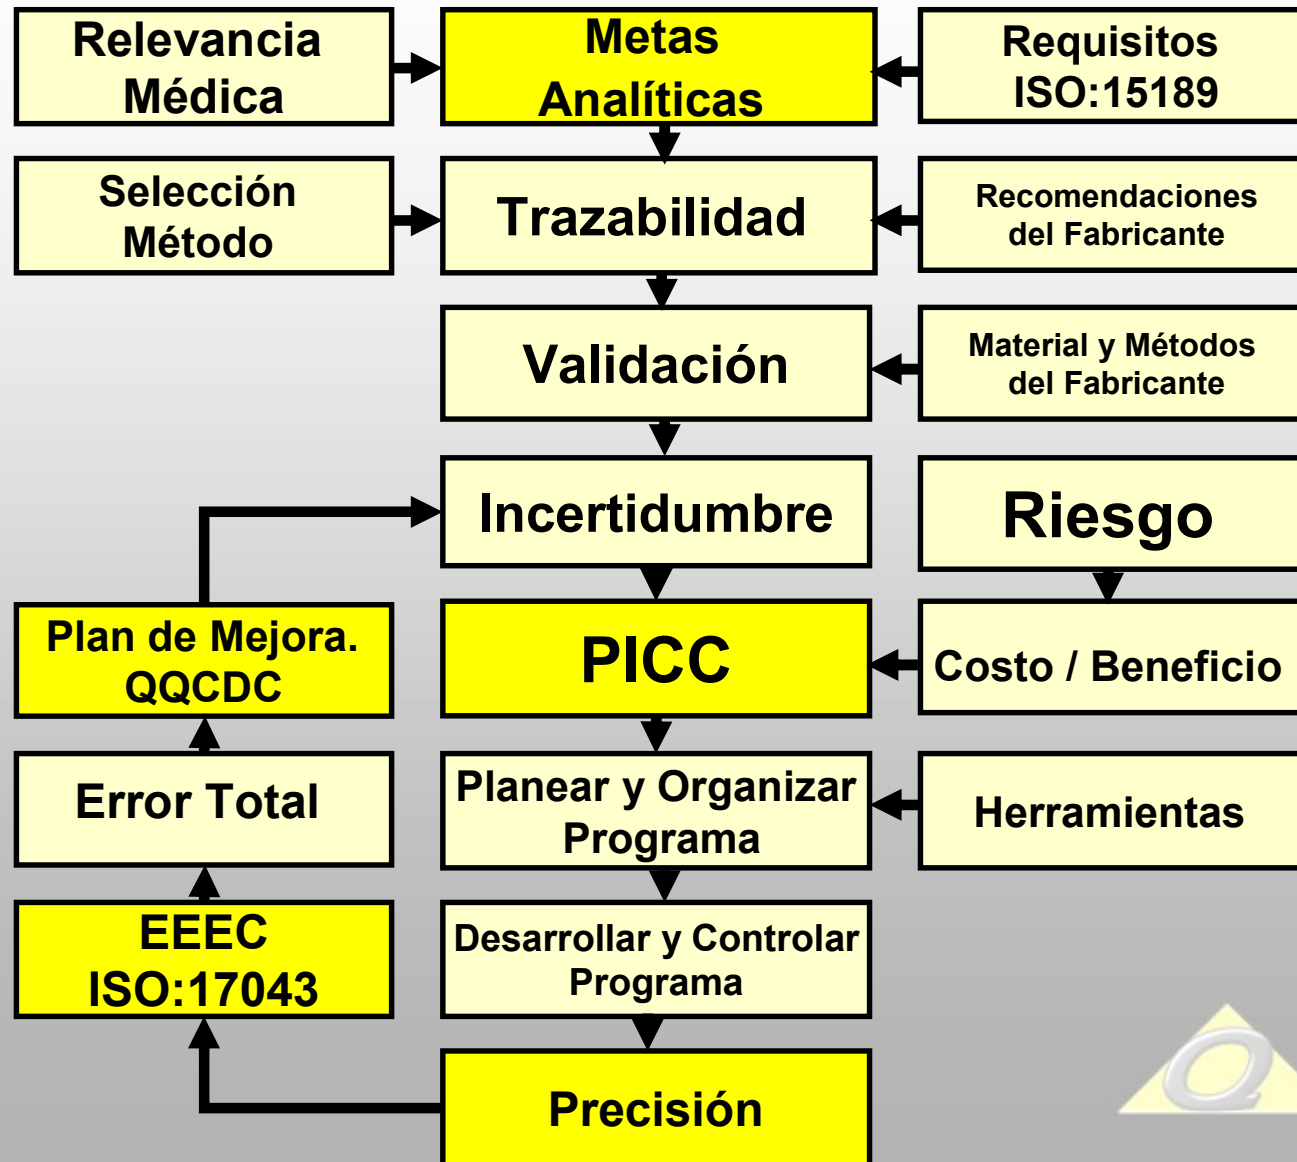 Relevancia
Médica
Metas
Analíticas
Requisitos
ISO:15189
Selección
Método
Trazabilidad
Recomendaciones
del Fabricante
Validación
Material y Métodos
del Fabricante
Incertidumbre
Riesgo
Plan de Mejora.
QQCDC
PICC
Costo / Beneficio
Error Total
Planear y Organizar
Programa
Herramientas
EEEC
ISO:17043
Desarrollar y Controlar
Programa
Precisión
Q